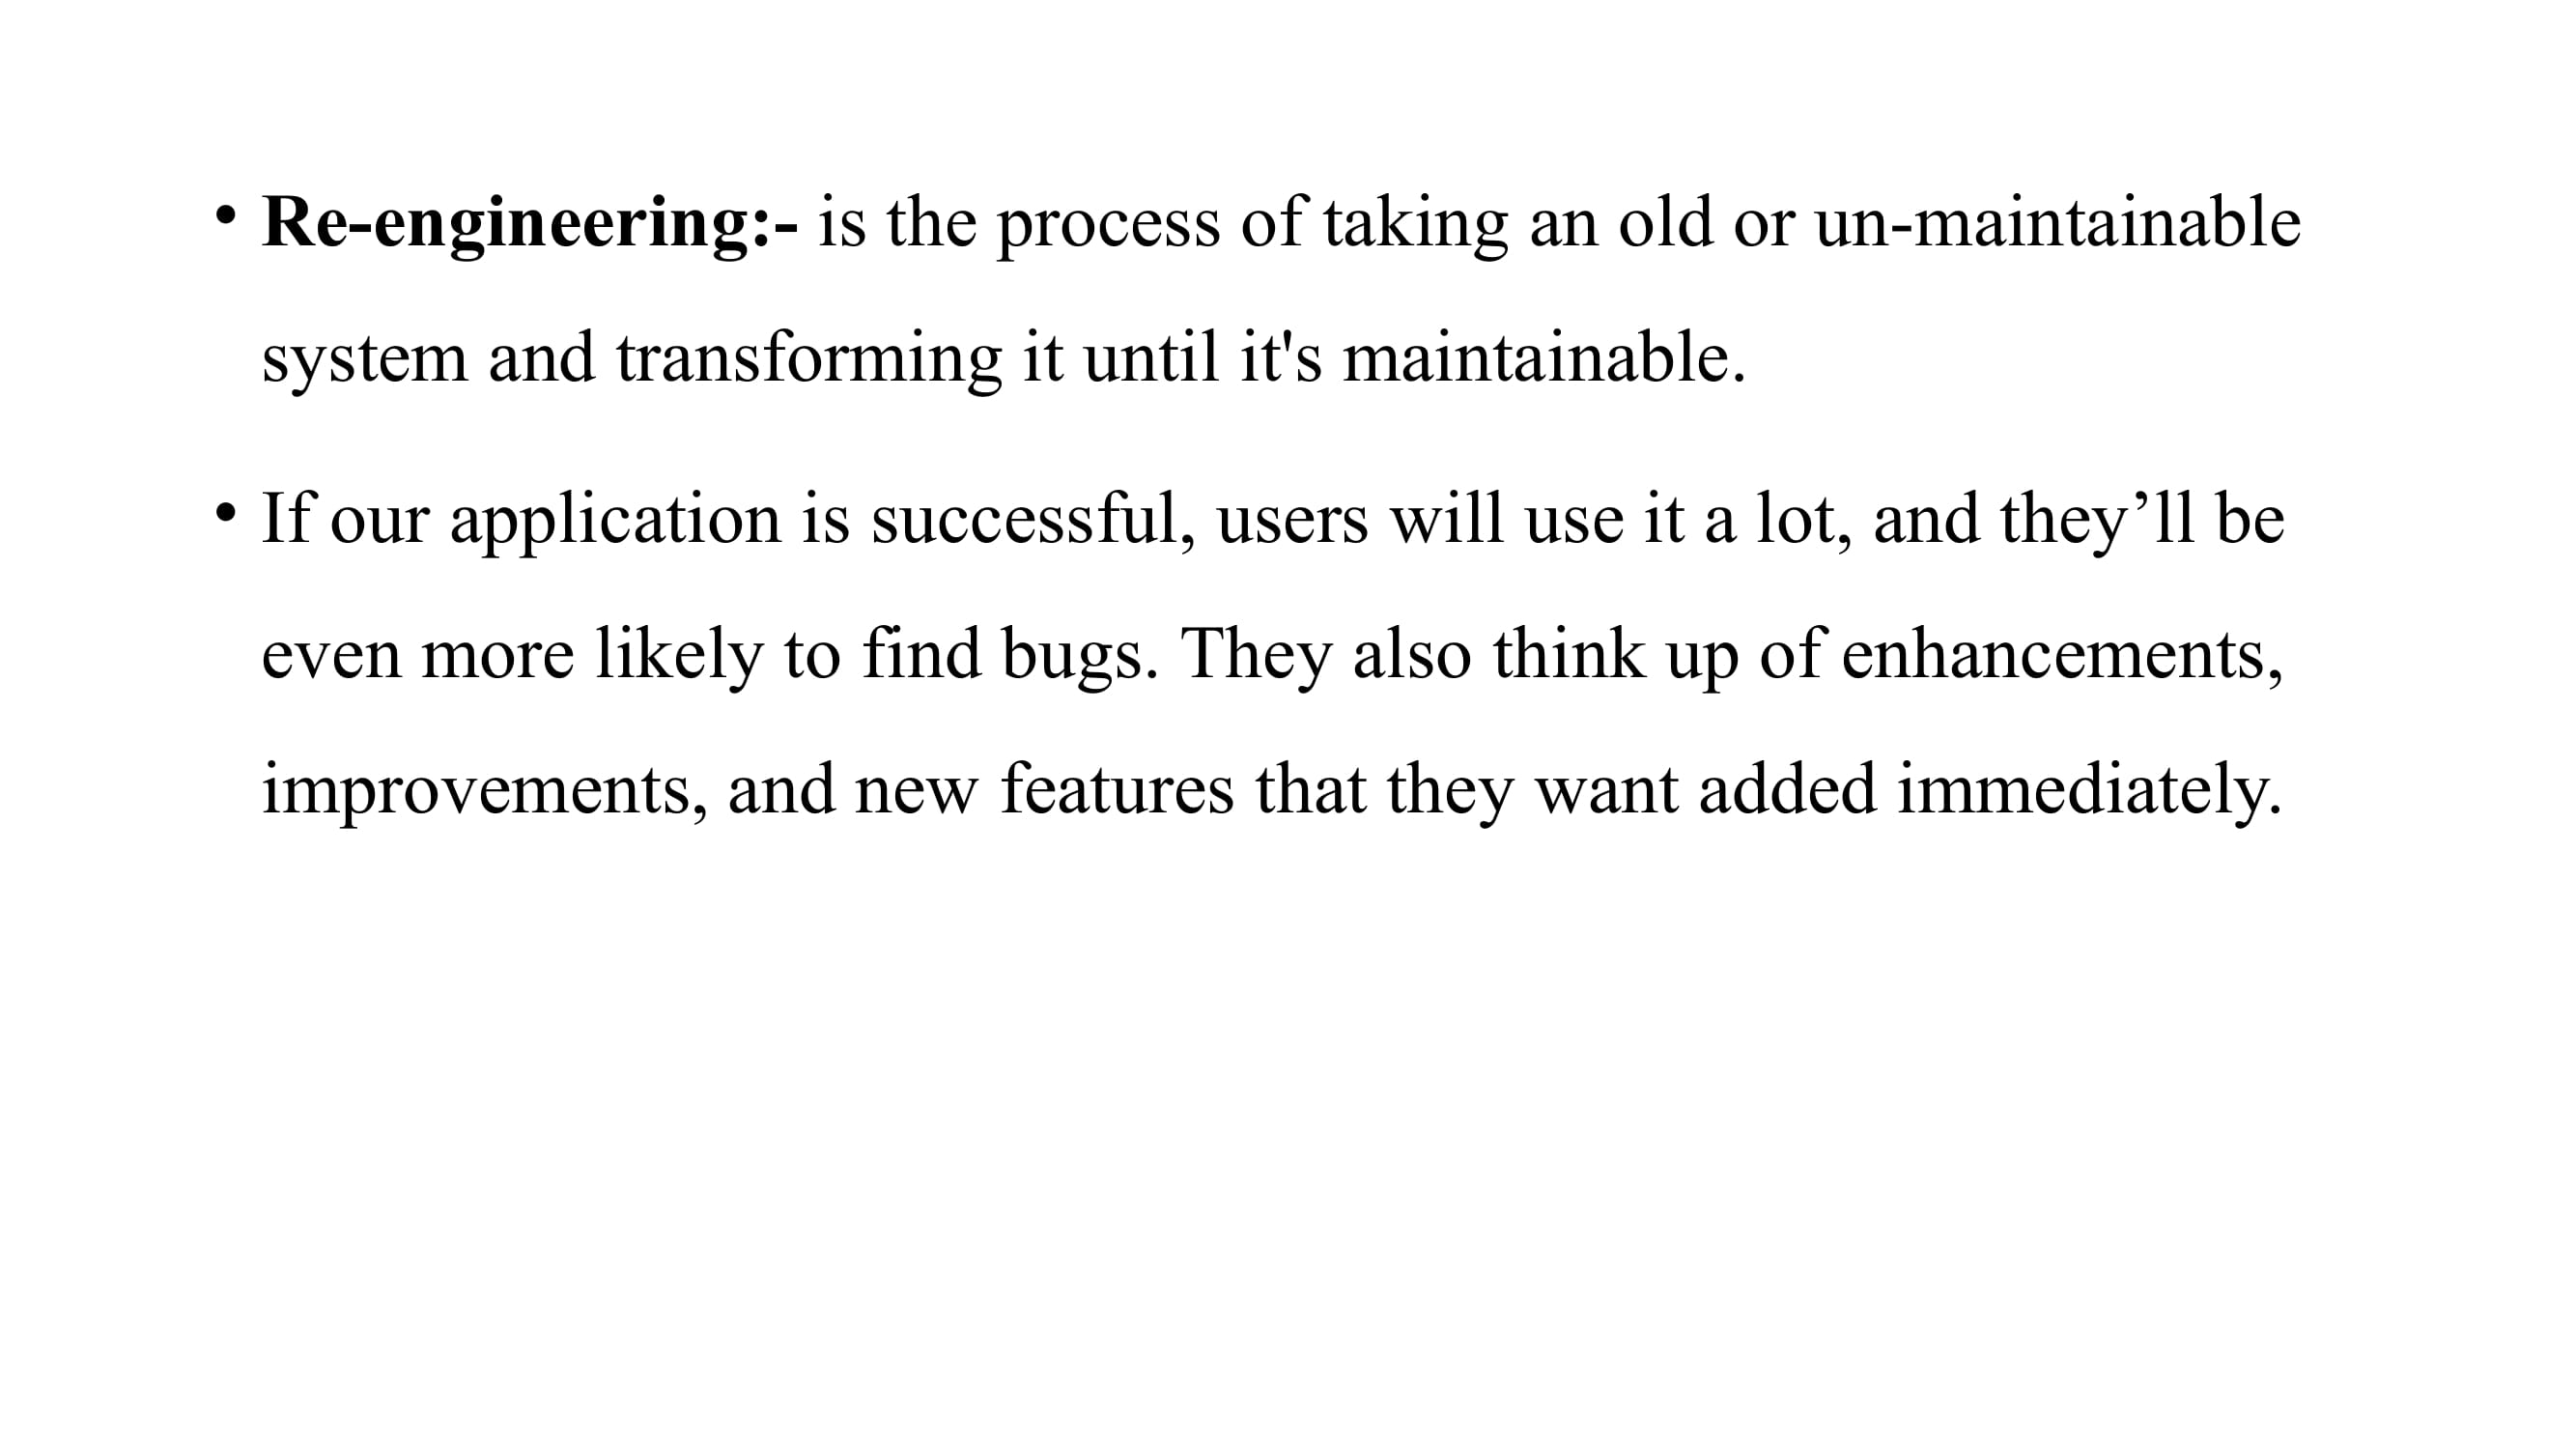 • Re-engineering:- is the process of taking an old or un-maintainable
system and transforming it until it's maintainable.
• If our application is successful, users will use it a lot, and they’ll be
even more likely to find bugs. They also think up of enhancements,
improvements, and new features that they want added immediately.